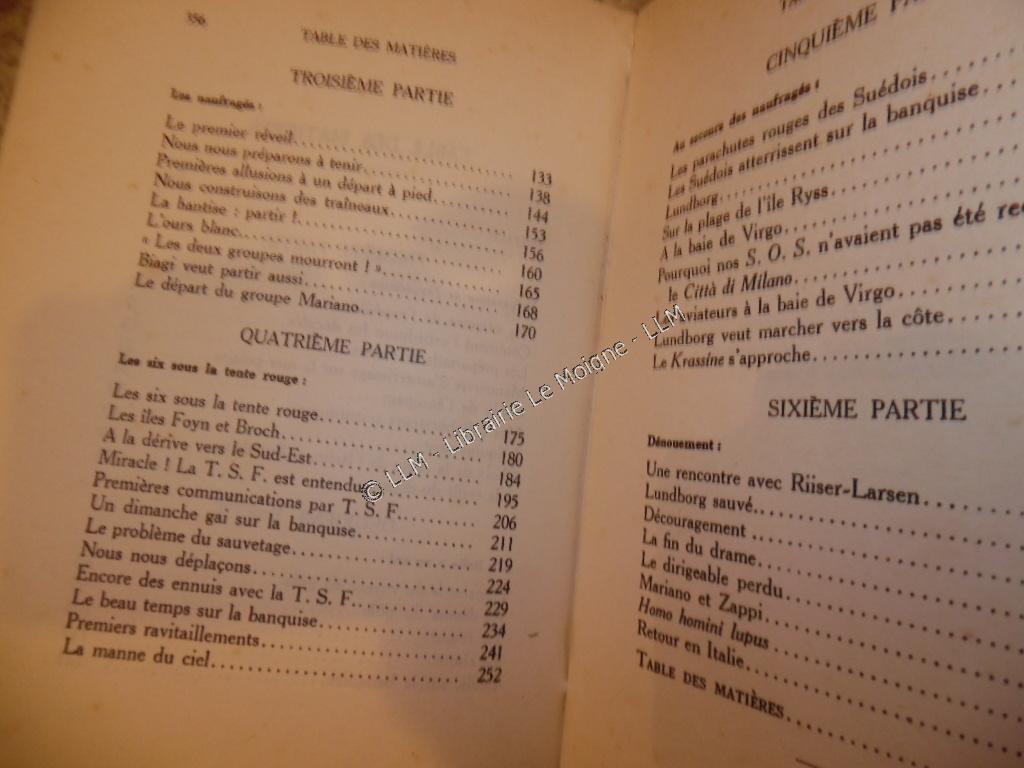 356
TABLE DES MATIÈRES
TROISIÈME PARTIE
Les naufragés :
Le premier réveil 133
Nous nous préparons à tenir 138
Premières allusions à un départ à pied 144
Nous construisons des traîneaux 153
La hantise : partir ! 156
L'ours blanc 160
« Les deux groupes mourront ! » 165
Biagi veut partir aussi 168
Le départ du groupe Mariano 170
QUATRIÈME PARTIE
Les six sous la tente rouge :
Les six sous la tente rouge 175
Les îles Foyn et Broch 180
A la dérive vers le Sud-Est 184
Miracle ! La T. S. F. est entendue 195
Premières communications par T. S. F. 206
Un dimanche gai sur la banquise 211
Le problème du sauvetage 219
Nous nous déplaçons 224
Encore des ennuis avec la T. S. F. 229
Le beau temps sur la banquise 234
Premiers ravitaillements 241
La manne du ciel 252
CINQUIÈME PA
Au secours des naufragés :
Les parachutes rouges des Suédois
Les Suédois atterrissent sur la banquise
Lundborg
Sur la plage de l'île Ryss
A la baie de Virgo
Pourquoi nos S. O. S. n'avaient pas été
le Città di Milano
aviateurs à la baie de Virgo
Lundborg veut marcher vers la côte
Le Krassine s'approche
SIXIÈME PARTIE
Dénouement :
Une rencontre avec Riiser-Larsen
Lundborg sauvé
Découragement
La fin du drame
Le dirigeable perdu
Mariano et Zappi
Homo homini lupus
Retour en Italie
TABLE DES MATIÈRES
© LLM - Librairie Le Moigne - LLM